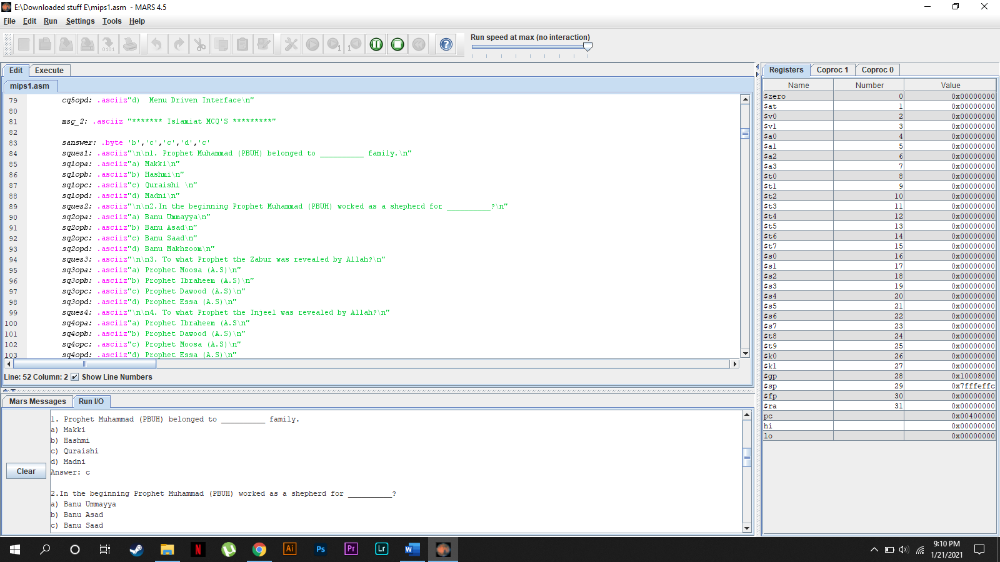 E:\Downloaded stuff E\mips1.asm - MARS 4.5
File Edit Run Settings Tools Help
Run speed at max (no interaction)
Edit Execute
mips1.asm
79 cq5opd: .asciiz"d)  Menu Driven Interface\n"
80
81 msg_2: .asciiz "******* Islamiat MCQ'S *********"
82
83 sanswer: .byte 'b','c','c','d','c'
84 sques1: .asciiz"\n\n1. Prophet Muhammad (PBUH) belonged to __________ family.\n"
85 sq1opa: .asciiz"a) Makki\n"
86 sq1opb: .asciiz"b) Hashmi\n"
87 sq1opc: .asciiz"c) Quraishi \n"
88 sq1opd: .asciiz"d) Madni\n"
89 sques2: .asciiz"\n\n2.In the beginning Prophet Muhammad (PBUH) worked as a shepherd for __________?\n"
90 sq2opa: .asciiz"a) Banu Ummayya\n"
91 sq2opb: .asciiz"b) Banu Asad\n"
92 sq2opc: .asciiz"c) Banu Saad\n"
93 sq2opd: .asciiz"d) Banu Makhzoom\n"
94 sques3: .asciiz"\n\n3. To what Prophet the Zabur was revealed by Allah?\n"
95 sq3opa: .asciiz"a) Prophet Moosa (A.S)\n"
96 sq3opb: .asciiz"b) Prophet Ibraheem (A.S)\n"
97 sq3opc: .asciiz"c) Prophet Dawood (A.S)\n"
98 sq3opd: .asciiz"d) Prophet Essa (A.S)\n"
99 sques4: .asciiz"\n\n4. To what Prophet the Injeel was revealed by Allah?\n"
100 sq4opa: .asciiz"a) Prophet Ibraheem (A.S\n"
101 sq4opb: .asciiz"b) Prophet Dawood (A.S)\n"
102 sq4opc: .asciiz"c) Prophet Moosa (A.S)\n"
103 sq4opd: .asciiz"d) Prophet Essa (A.S)\n"
Line: 52 Column: 2 Show Line Numbers
Mars Messages Run I/O
Clear
1. Prophet Muhammad (PBUH) belonged to __________ family.
a) Makki
b) Hashmi
c) Quraishi
d) Madni
Answer: c
2.In the beginning Prophet Muhammad (PBUH) worked as a shepherd for __________?
a) Banu Ummayya
b) Banu Asad
c) Banu Saad
Registers Coproc 1 Coproc 0
Name Number Value
$zero 0 0x00000000
$at 1 0x00000000
$v0 2 0x00000000
$v1 3 0x00000000
$a0 4 0x00000000
$a1 5 0x00000000
$a2 6 0x00000000
$a3 7 0x00000000
$t0 8 0x00000000
$t1 9 0x00000000
$t2 10 0x00000000
$t3 11 0x00000000
$t4 12 0x00000000
$t5 13 0x00000000
$t6 14 0x00000000
$t7 15 0x00000000
$s0 16 0x00000000
$s1 17 0x00000000
$s2 18 0x00000000
$s3 19 0x00000000
$s4 20 0x00000000
$s5 21 0x00000000
$s6 22 0x00000000
$s7 23 0x00000000
$t8 24 0x00000000
$t9 25 0x00000000
$k0 26 0x00000000
$k1 27 0x00000000
$gp 28 0x10008000
$sp 29 0x7fffeffc
$fp 30 0x00000000
$ra 31 0x00000000
pc 0x00400000
hi 0x00000000
lo 0x00000000
N Ai Ps Pr Lr W
9:10 PM
1/21/2021